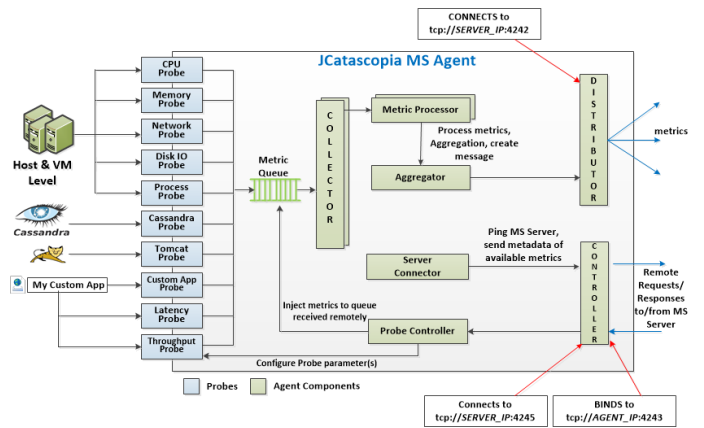 CONNECTS to
tcp://SERVER_IP:4242
JCatascopia MS Agent
CPU
Probe
Memory
Probe
Network
Probe
Disk IO
Probe
Process
Probe
Cassandra
Probe
Tomcat
Probe
Custom App
Probe
Latency
Probe
Throughput
Probe
Host & VM
Level
Cassandra
My Custom App
Metric
Queue
COLLECTOR
Metric Processor
Process metrics,
Aggregation, create
message
Aggregator
DISTRIBUTOR
metrics
Ping MS Server,
send metadata of
available metrics
Server
Connector
CONTROLLER
Remote
Requests/
Responses
to/from MS
Server
Inject metrics to queue
received remotely
Probe Controller
Configure Probe parameter(s)
Probes
Agent Components
Connects to
tcp://SERVER_IP:4245
BINDS to
tcp://AGENT_IP:4243